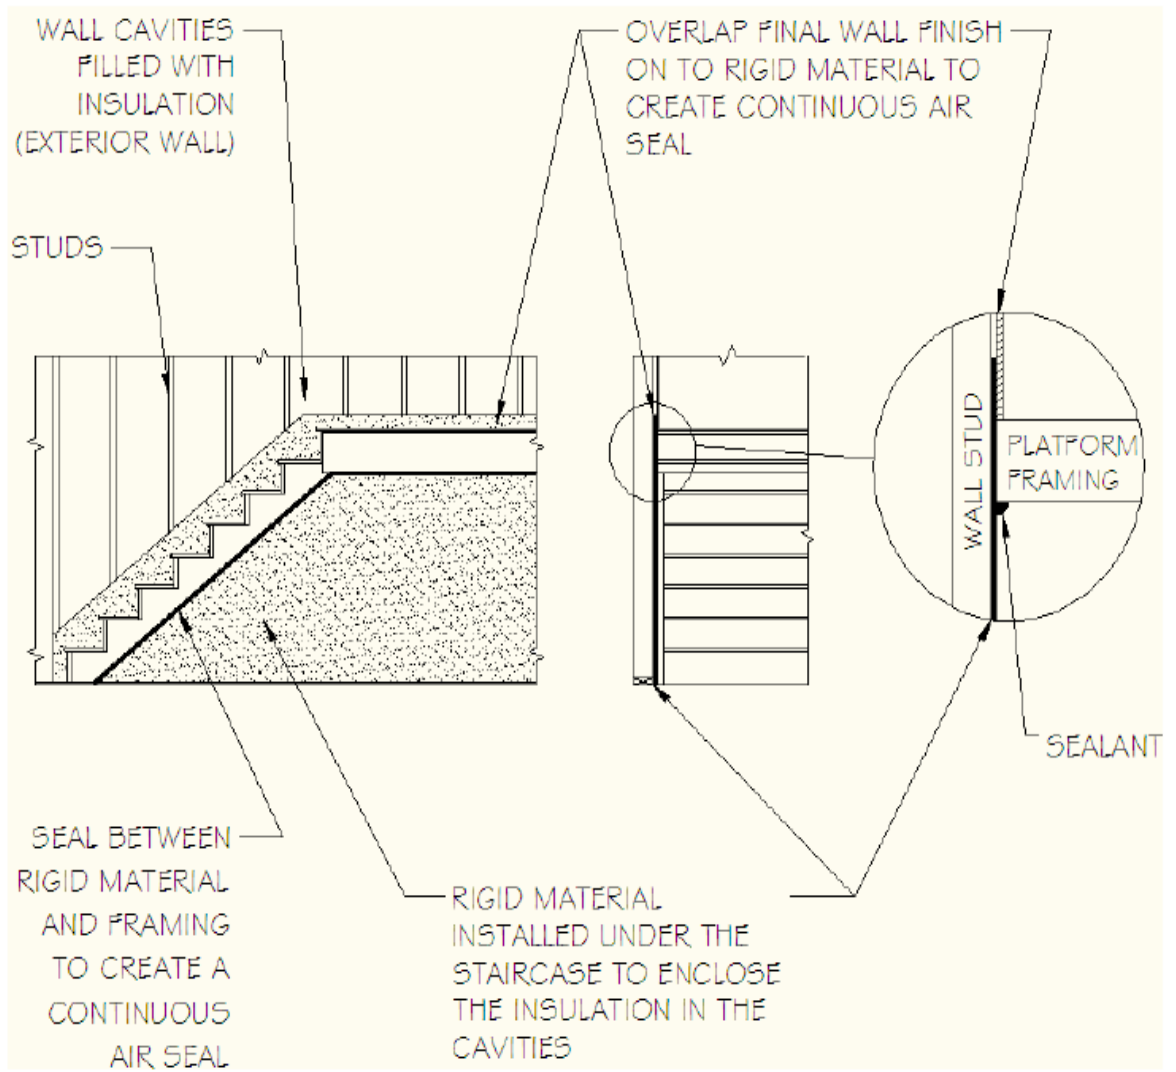 WALL CAVITIES
FILLED WITH
INSULATION
(EXTERIOR WALL)
OVERLAP FINAL WALL FINISH
ON TO RIGID MATERIAL TO
CREATE CONTINUOUS AIR
SEAL
STUDS
WALL STUD
PLATFORM
FRAMING
SEALANT
SEAL BETWEEN
RIGID MATERIAL
AND FRAMING
TO CREATE A
CONTINUOUS
AIR SEAL
RIGID MATERIAL
INSTALLED UNDER THE
STAIRCASE TO ENCLOSE
THE INSULATION IN THE
CAVITIES